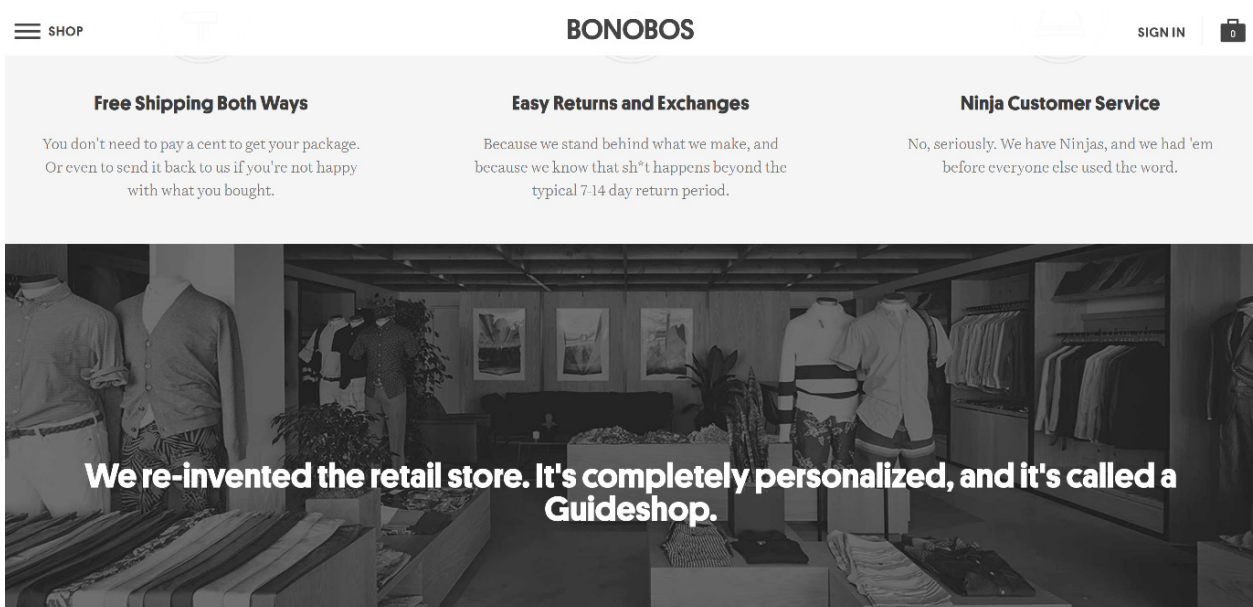 SHOP
BONOBOS
SIGN IN
0
Free Shipping Both Ways
You don't need to pay a cent to get your package.
Or even to send it back to us if you're not happy
with what you bought.
Easy Returns and Exchanges
Because we stand behind what we make, and
because we know that sh*t happens beyond the
typical 7-14 day return period.
Ninja Customer Service
No, seriously. We have Ninjas, and we had 'em
before everyone else used the word.
We re-invented the retail store. It's completely personalized, and it's called a
Guideshop.